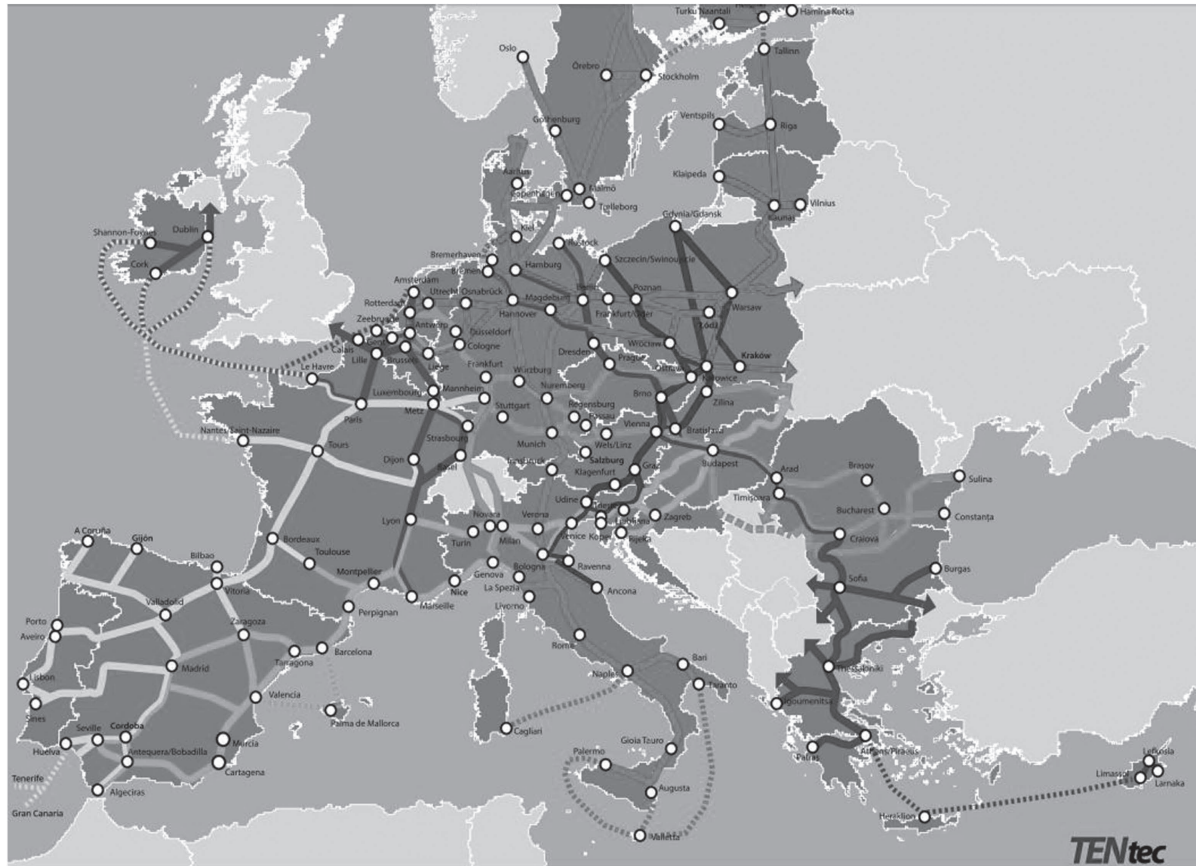 Turku Naantali
Hamina Kotka
Oslo
Tallinn
Örebro
Stockholm
Gothenburg
Ventspils
Riga
Klaipeda
Aarhus
Copenhagen
Malmö
Trelleborg
Kaunas
Vilnius
Gdynia/Gdansk
Shannon-Foynes
Dublin
Cork
Kiel
Rostock
Bremerhaven
Bremen
Hamburg
Szczecin/Swinoujscie
Amsterdam
Utrecht
Osnabrück
Rotterdam
Hannover
Magdeburg
Berlin
Frankfurt/Oder
Poznan
Warsaw
Zeebrugge
Antwerp
Düsseldorf
Łódź
Calais
Gent
Cologne
Lille
Brussels
Liège
Dresden
Wrocław
Le Havre
Frankfurt
Prague
Ostrava
Katowice
Kraków
Luxembourg
Mannheim
Würzburg
Nuremberg
Paris
Metz
Stuttgart
Regensburg
Passau
Brno
Zilina
Nantes/Saint-Nazaire
Strasbourg
Munich
Wels/Linz
Vienna
Bratislava
Tours
Dijon
Basel
Innsbruck
Salzburg
Klagenfurt
Graz
Budapest
Arad
Timişoara
Braşov
Sulina
Bucharest
Constanţa
Craiova
Udine
Lyon
Novara
Verona
Venice
Koper
Ljubljana
Zagreb
Rijeka
Turin
Milan
A Coruña
Gijón
Bilbao
Bordeaux
Toulouse
Montpellier
Vitoria
Genova
Bologna
Ravenna
Nice
La Spezia
Ancona
Marseille
Livorno
Sofia
Burgas
Valladolid
Perpignan
Porto
Aveiro
Zaragoza
Barcelona
Tarragona
Madrid
Rome
Lisbon
Valencia
Palma de Mallorca
Sines
Naples
Bari
Taranto
Thessaloniki
Igoumenitsa
Seville
Cordoba
Huelva
Antequera/Bobadilla
Murcia
Cartagena
Algeciras
Tenerife
Gran Canaria
Cagliari
Palermo
Gioia Tauro
Augusta
Valletta
Patras
Athens/Piraeus
Heraklion
Lefkosia
Limassol
Larnaka
TENtec